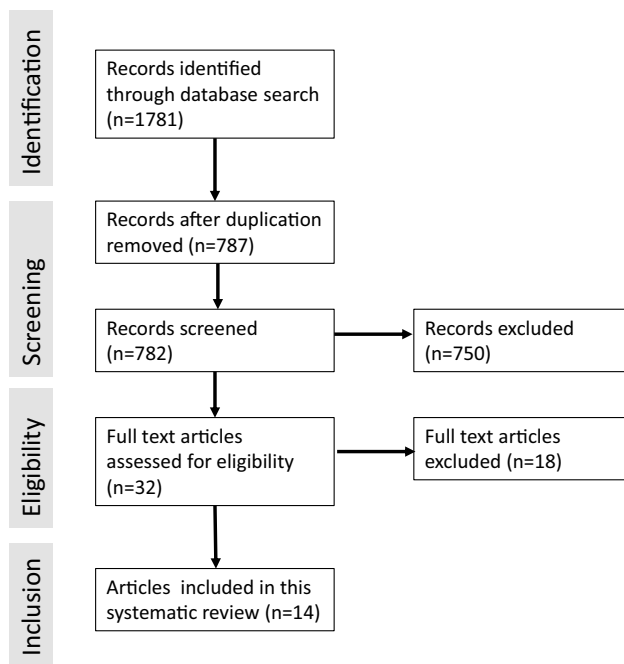 Identification
Records identified
through database search
(n=1781)
Screening
Records after duplication
removed (n=787)
Records screened
(n=782)
Records excluded
(n=750)
Eligibility
Full text articles
assessed for eligibility
(n=32)
Full text articles
excluded (n=18)
Inclusion
Articles included in this
systematic review (n=14)